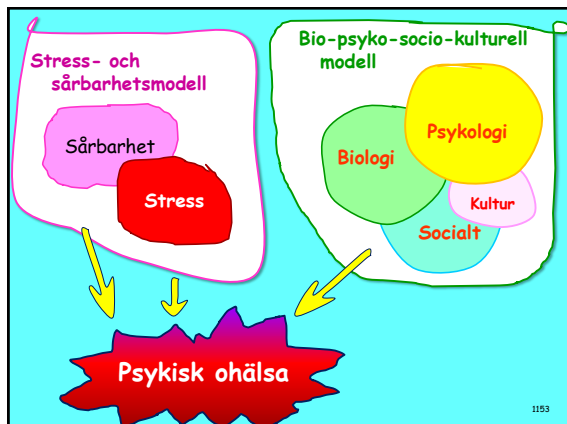 Stress- och
sårbarhetsmodell
Sårbarhet
Stress
Bio-psyko-socio-kulturell
modell
Psykologi
Biologi
Kultur
Socialt
Psykisk ohälsa
1153